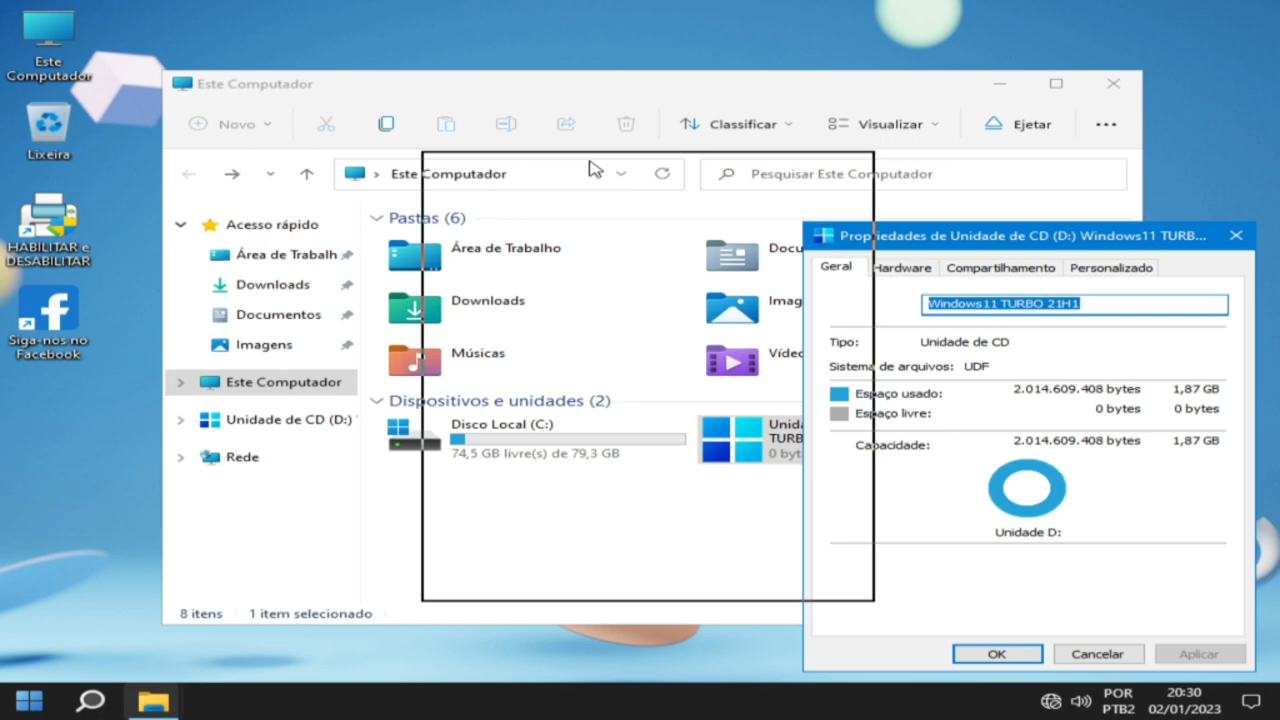 Este
Computador
Lixeira
HABILITAR e
DESABILITAR
Siga-nos no
Facebook
Este Computador
Novo
Classificar
Visualizar
Ejetar
Este Computador
Pesquisar Este Computador
Acesso rápido
Área de Trabalh
Downloads
Documentos
Imagens
Este Computador
Unidade de CD (D:)
Rede
Pastas (6)
Área de Trabalho
Docu
Downloads
Imag
Músicas
Vídeo
Dispositivos e unidades (2)
Disco Local (C:)
74,5 GB livre(s) de 79,3 GB
Unida
TURB
0 byt
8 itens
1 item selecionado
Propriedades de Unidade de CD (D:) Windows11 TURB...
Geral
Hardware
Compartilhamento
Personalizado
Windows11 TURBO 21H1
Tipo: Unidade de CD
Sistema de arquivos: UDF
Espaço usado: 2.014.609.408 bytes 1,87 GB
Espaço livre: 0 bytes 0 bytes
Capacidade: 2.014.609.408 bytes 1,87 GB
Unidade D:
OK
Cancelar
Aplicar
POR
PTB2
20:30
02/01/2023